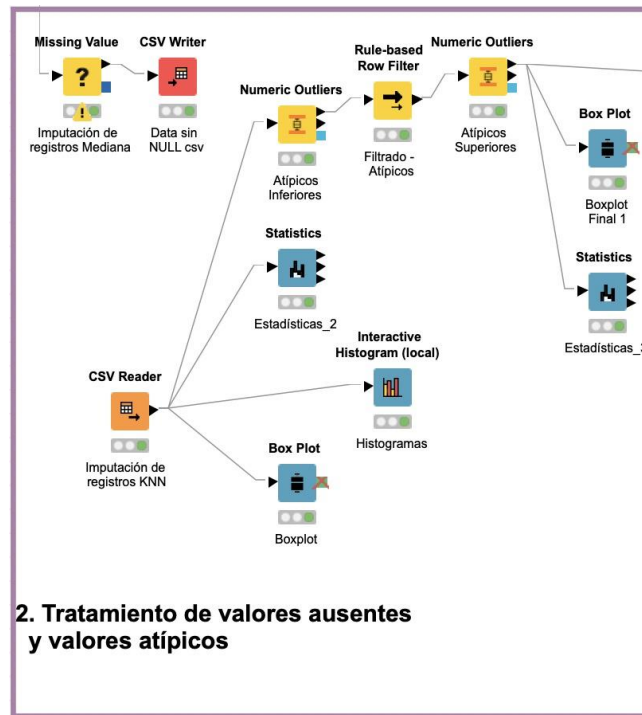 Missing Value
?
Imputación de
registros Mediana
CSV Writer
Data sin
NULL csv
Numeric Outliers
Atípicos
Inferiores
Rule-based
Row Filter
Filtrado -
Atípicos
Numeric Outliers
Atípicos
Superiores
Box Plot
Boxplot
Final 1
Statistics
Estadísticas_2
Statistics
Interactive
Histogram (local)
Histogramas
CSV Reader
Imputación de
registros KNN
Box Plot
Boxplot
2. Tratamiento de valores ausentes
y valores atípicos